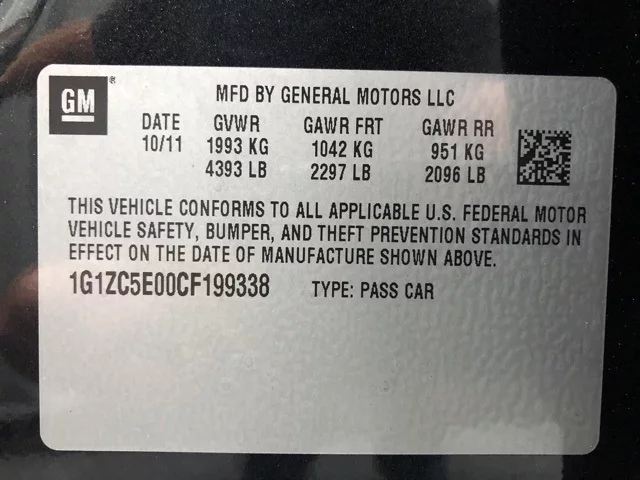 GM®
MFD BY GENERAL MOTORS LLC
DATE GVWR GAWR FRT GAWR RR
10/11 1993 KG 1042 KG 951 KG
4393 LB 2297 LB 2096 LB
THIS VEHICLE CONFORMS TO ALL APPLICABLE U.S. FEDERAL MOTOR
VEHICLE SAFETY, BUMPER, AND THEFT PREVENTION STANDARDS IN
EFFECT ON THE DATE OF MANUFACTURE SHOWN ABOVE.
1G1ZC5E00CF199338 TYPE: PASS CAR